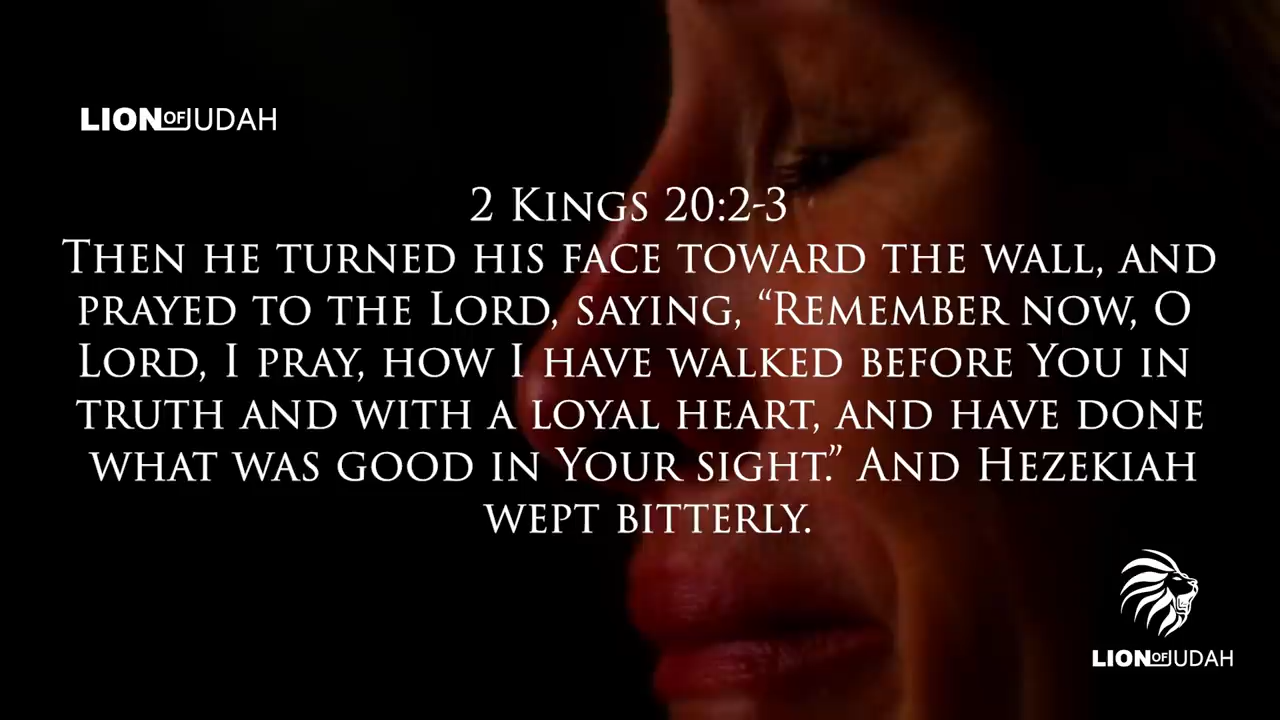 LIONOFJUDAH
2 Kings 20:2-3
Then he turned his face toward the wall, and
prayed to the Lord, saying, “Remember now, O
Lord, I pray, how I have walked before You in
truth and with a loyal heart, and have done
what was good in Your sight.” And Hezekiah
wept bitterly.
LIONOFJUDAH